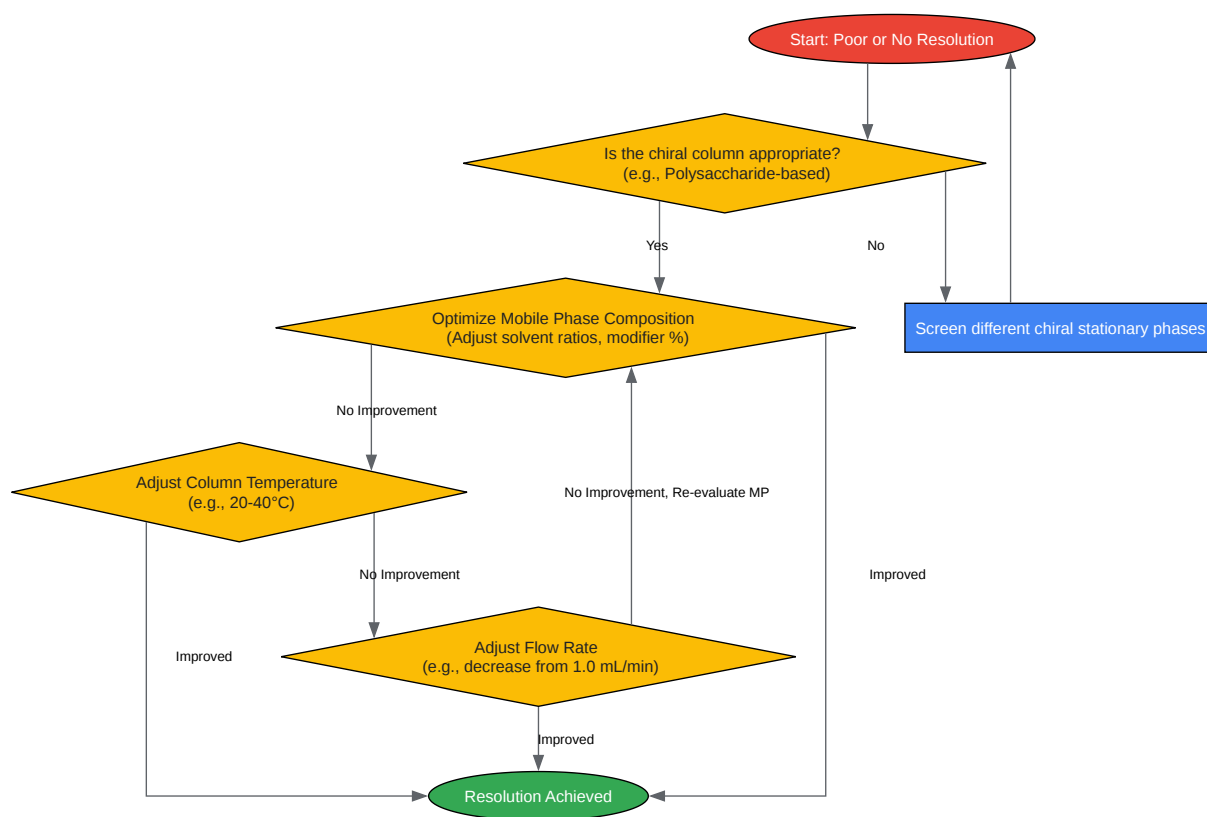 Start: Poor or No Resolution
Is the chiral column appropriate?
(e.g., Polysaccharide-based)
Yes
No
Optimize Mobile Phase Composition
(Adjust solvent ratios, modifier %)
Screen different chiral stationary phases
No Improvement
Adjust Column Temperature
(e.g., 20-40°C)
No Improvement, Re-evaluate MP
No Improvement
Improved
Adjust Flow Rate
(e.g., decrease from 1.0 mL/min)
Improved
Improved
Resolution Achieved